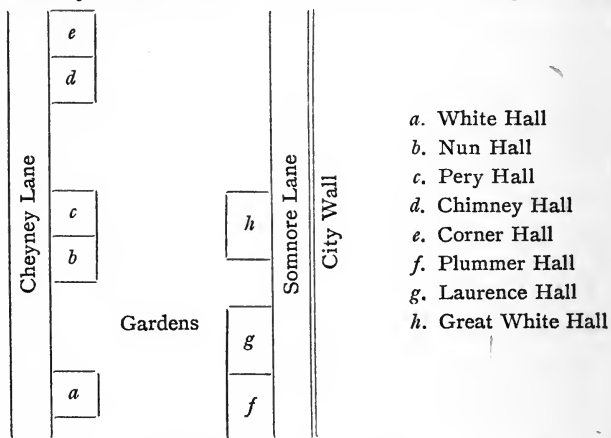 e
d
c
b
a
Cheyney Lane
Gardens
h
g
f
Somnore Lane
City Wall
a. White Hall
b. Nun Hall
c. Pery Hall
d. Chimney Hall
e. Corner Hall
f. Plummer Hall
g. Laurence Hall
h. Great White Hall